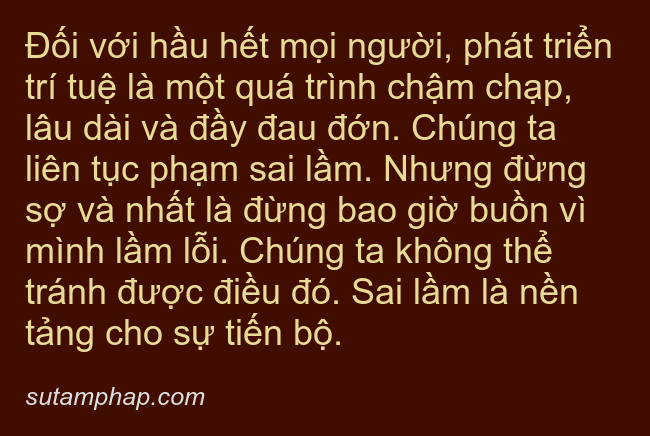 Đối với hầu hết mọi người, phát triển
trí tuệ là một quá trình chậm chạp,
lâu dài và đầy đau đớn. Chúng ta
liên tục phạm sai lầm. Nhưng đừng
sợ và nhất là đừng bao giờ buồn vì
mình lầm lỗi. Chúng ta không thể
tránh được điều đó. Sai lầm là nền
tảng cho sự tiến bộ.
sutamphap.com